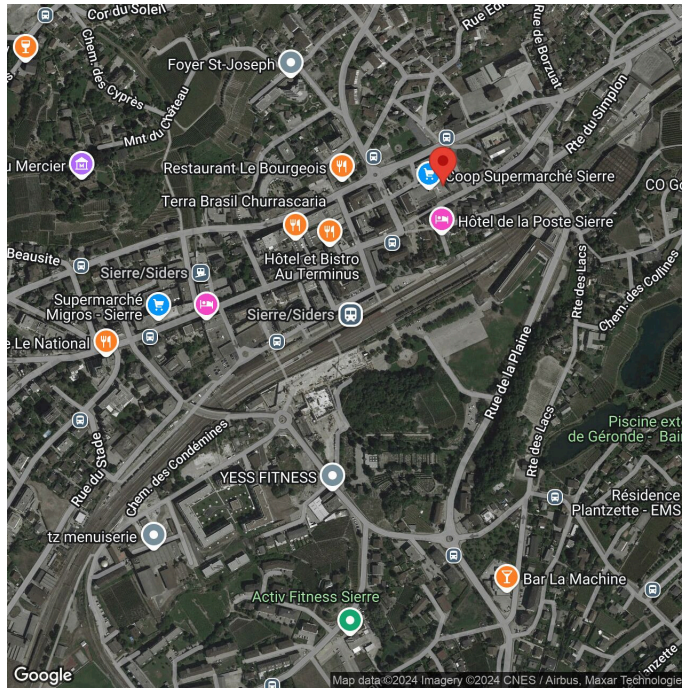 Cor du Soleil
Rue Edi
Rte de Borzuat
Foyer St-Joseph
Chem. des Cyprès
Mnt du Château
Rte du Simplon
u Mercier
Restaurant Le Bourgeois
Coop Supermarché Sierre
CO Go
Terra Brasil Churrascaria
Hôtel de la Poste Sierre
Beausite
Hôtel et Bistro
Au Terminus
Sierre/Siders
Rte des Lacs
Chem. des Collines
Supermarché
Migros - Sierre
Sierre/Siders
e.Le National
Rue de la Plaine
Rte des Lacs
Piscine ext
de Géronde - Bai
Rue du Stade
Chem. des Condémines
YESS FITNESS
Résidence
Plantzette - EMS
tz menuiserie
Bar La Machine
Activ Fitness Sierre
nzette
Google
Map data ©2024 Imagery ©2024 CNES / Airbus, Maxar Technologie